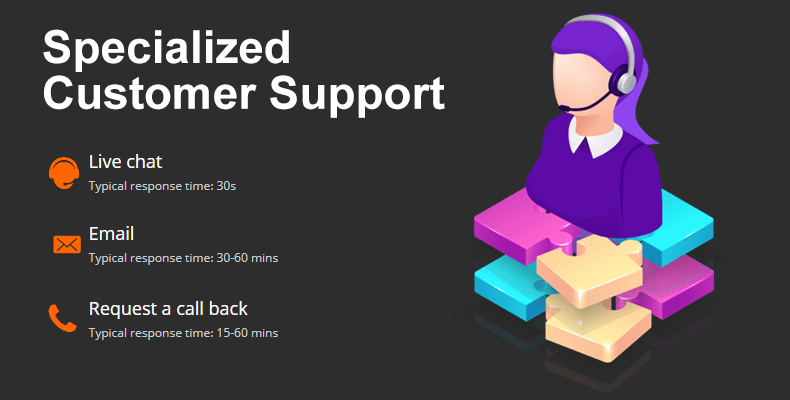 Specialized
Customer Support
Live chat
Typical response time: 30s
Email
Typical response time: 30-60 mins
Request a call back
Typical response time: 15-60 mins